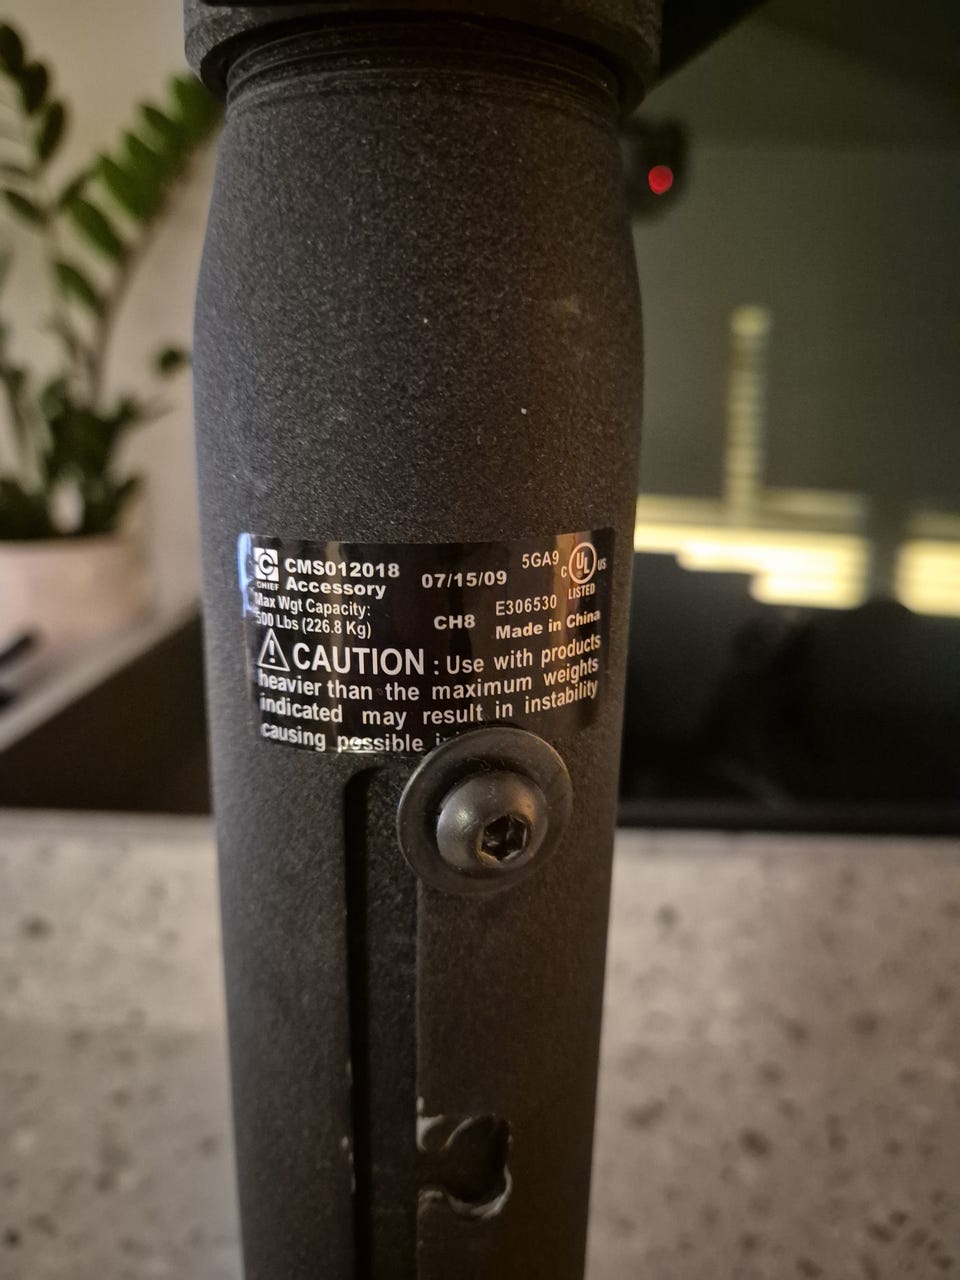 C CHIEF
CMS012018
Accessory
07/15/09
5GA9
C UL US
LISTED
Max Wgt Capacity:
500 Lbs (226.8 Kg)
CH8
E306530
Made in China
CAUTION : Use with products
heavier than the maximum weights
indicated may result in instability
causing possible